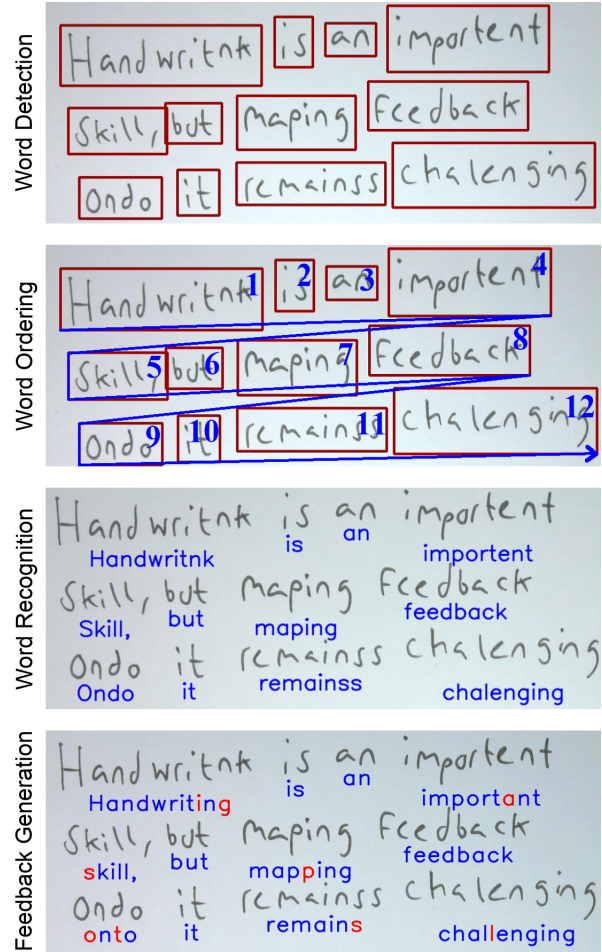 Word Detection
Handwritnk is an importent
Skill, but maping feedback
Ondo it remainss chalenging
Word Ordering
Handwritnk 1 is 2 an 3 importent 4
Skill, 5 but 6 maping 7 feedback 8
Ondo 9 it 10 remainss 11 chalenging 12
Word Recognition
Handwritnk is an importent
Handwritnk is an importent
Skill, but maping feedback
Skill, but maping feedback
Ondo it remainss chalenging
Ondo it remainss chalenging
Feedback Generation
Handwritnk is an importent
Handwriting is an important
Skill, but maping feedback
skill, but mapping feedback
Ondo it remainss chalenging
onto it remains challenging